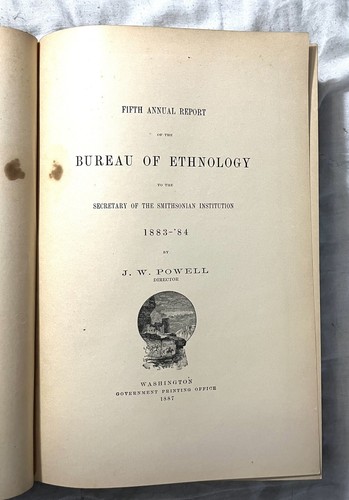 FIFTH ANNUAL REPORT
OF THE
BUREAU OF ETHNOLOGY
TO THE
SECRETARY OF THE SMITHSONIAN INSTITUTION
1883-'84
BY
J. W. POWELL
DIRECTOR
WASHINGTON
GOVERNMENT PRINTING OFFICE
1887